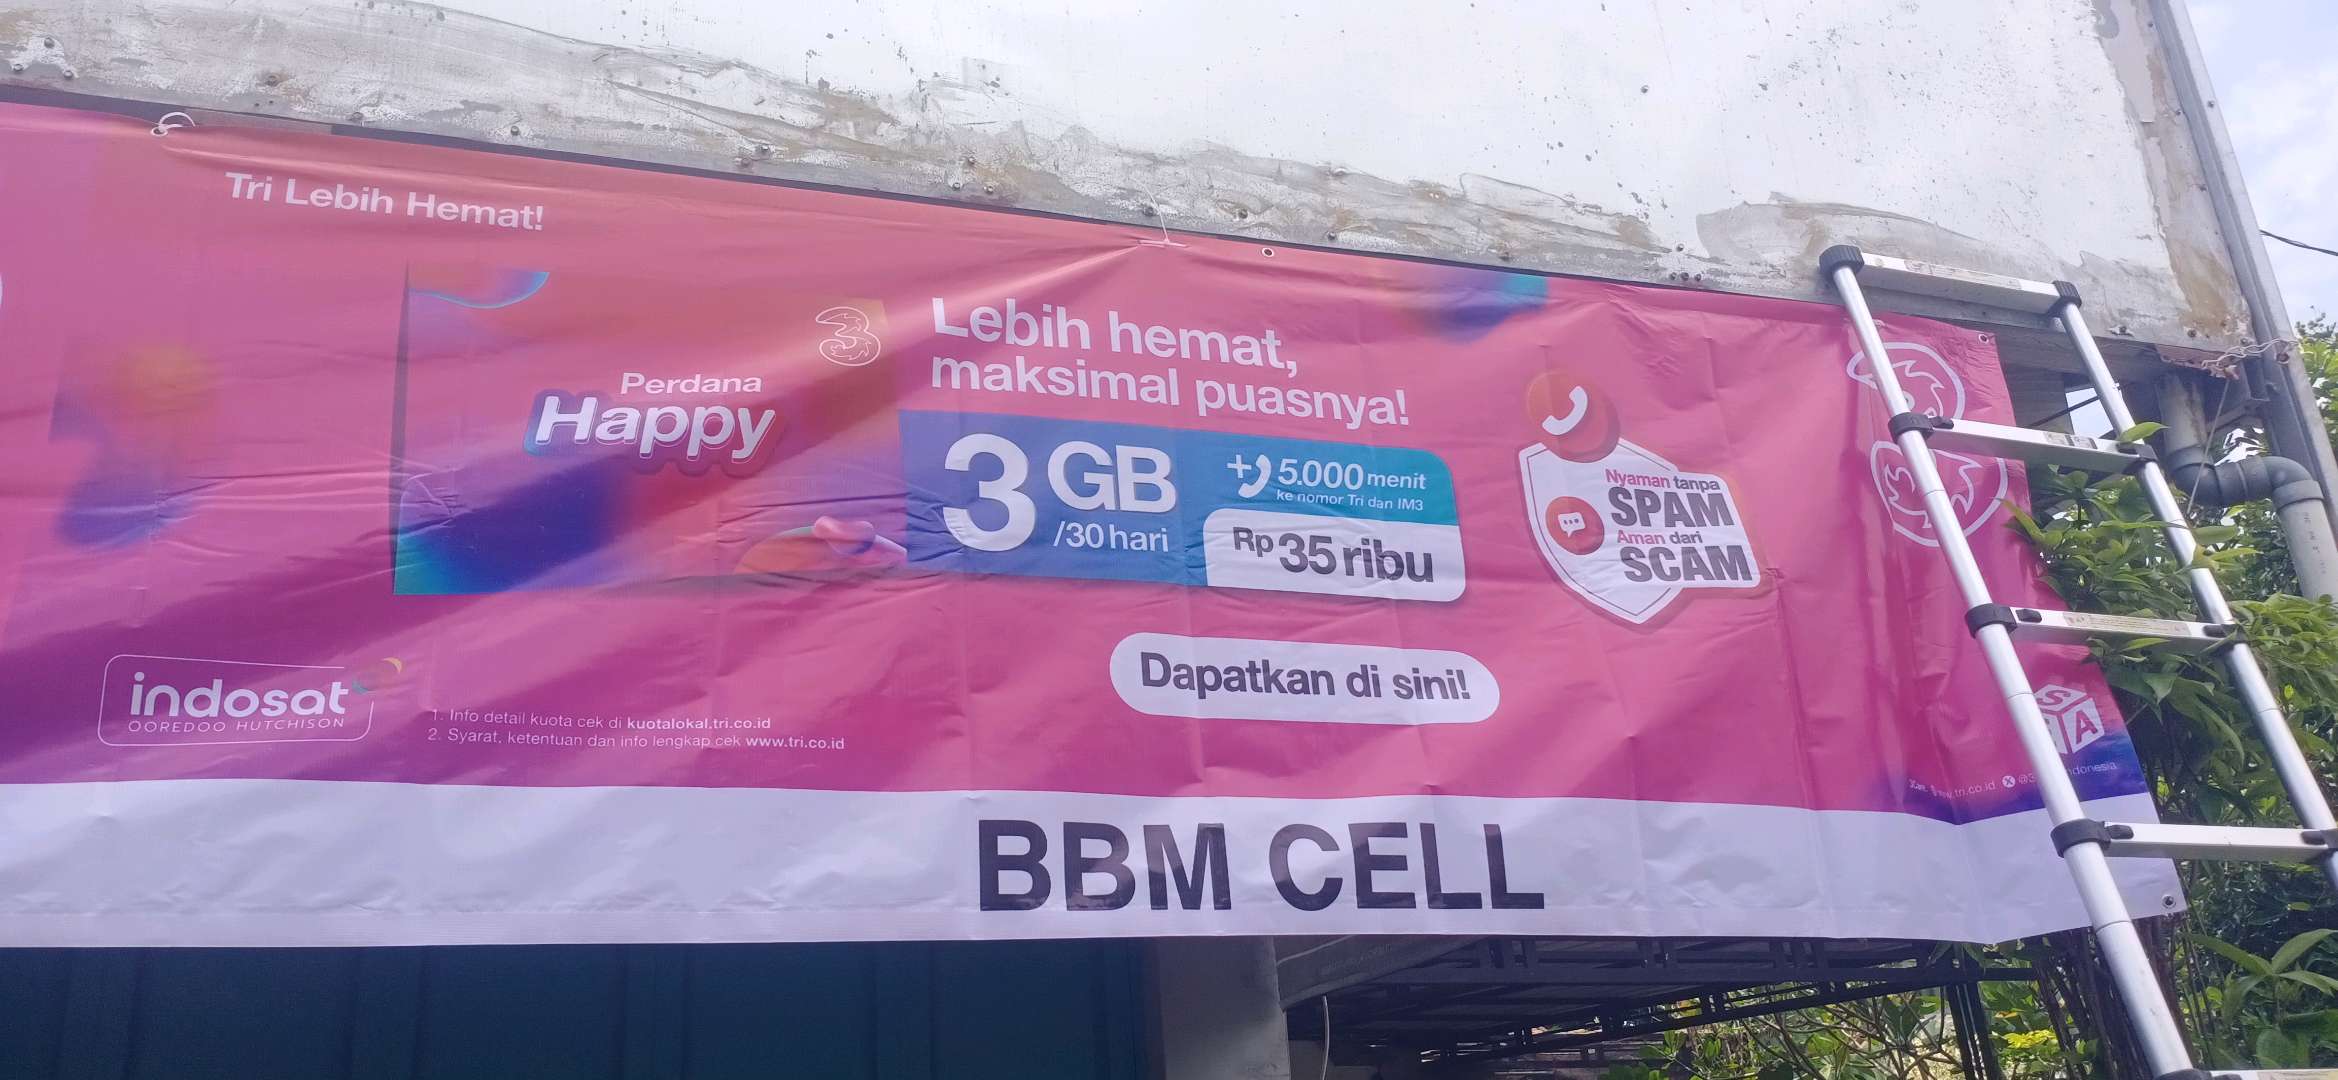 Tri Lebih Hemat!
3
Perdana
Happy
Lebih hemat,
maksimal puasnya!
3 GB
/30 hari
+ 5.000 menit
ke nomor Tri dan IM3
Rp 35 ribu
Nyaman tanpa
SPAM
Aman dari
SCAM
Dapatkan di sini!
indosat
OOREDOO HUTCHISON
1. Info detail kuota cek di kuotalokal.tri.co.id
2. Syarat, ketentuan dan info lengkap cek www.tri.co.id
BBM CELL